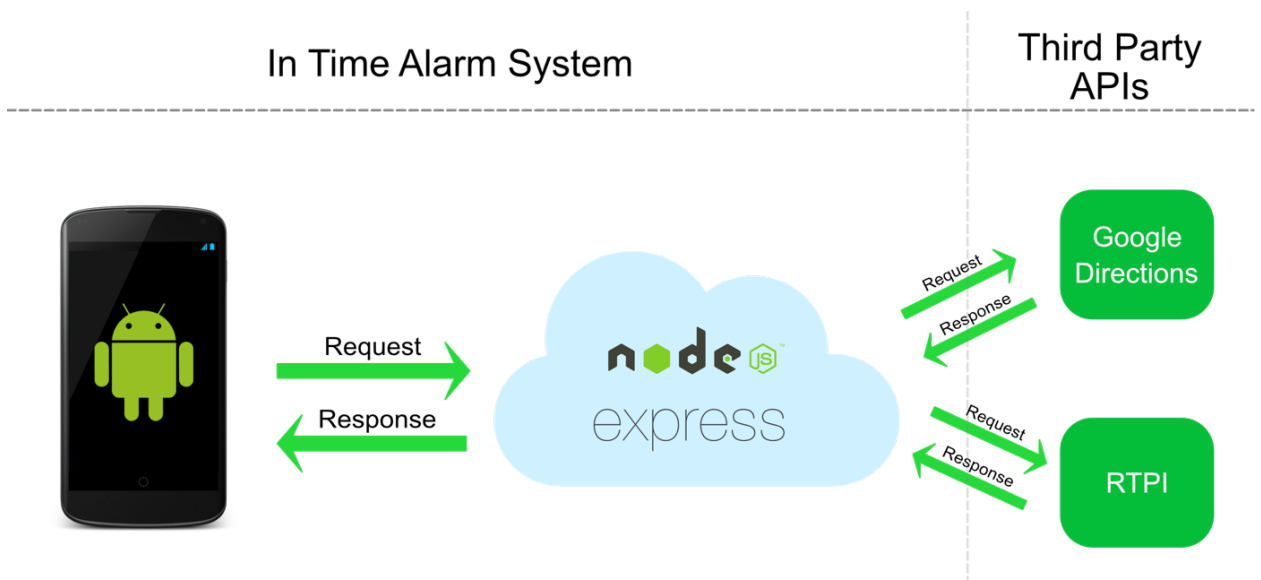 In Time Alarm System
Third Party
APIs
Google
Directions
Request
Response
Request
Response
node JS ™
express
Request
Response
RTPI